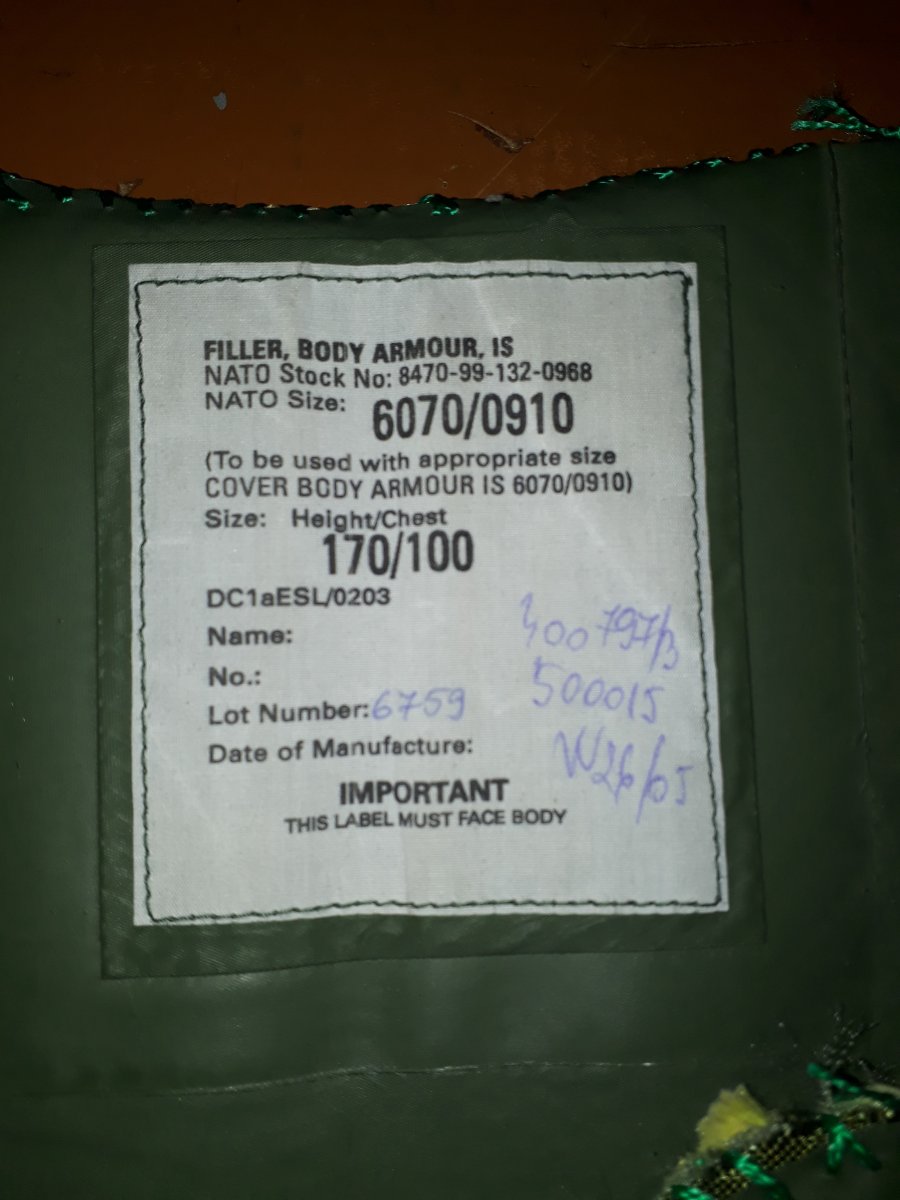 FILLER, BODY ARMOUR, IS
NATO Stock No: 8470-99-132-0968
NATO Size: 6070/0910
(To be used with appropriate size
COVER BODY ARMOUR IS 6070/0910)
Size: Height/Chest
170/100
DC1aESL/0203
Name:
No.: 500015
Lot Number: 6759
Date of Manufacture: W26/05
IMPORTANT
THIS LABEL MUST FACE BODY